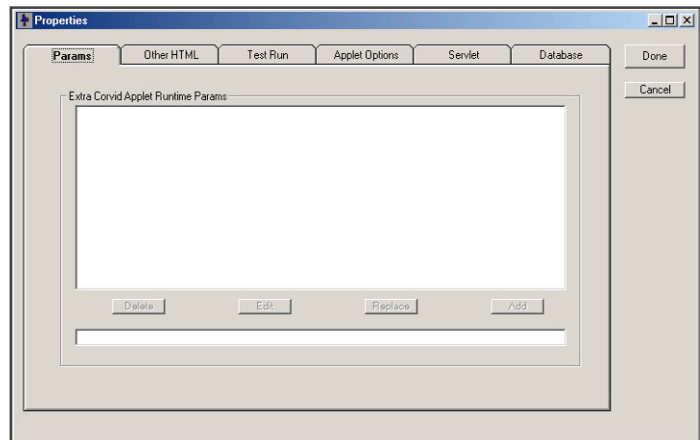 Properties
Params Other HTML Test Run Applet Options Servlet Database Done
Cancel
Extra Corvid Applet Runtime Params
Delete Edit Replace Add